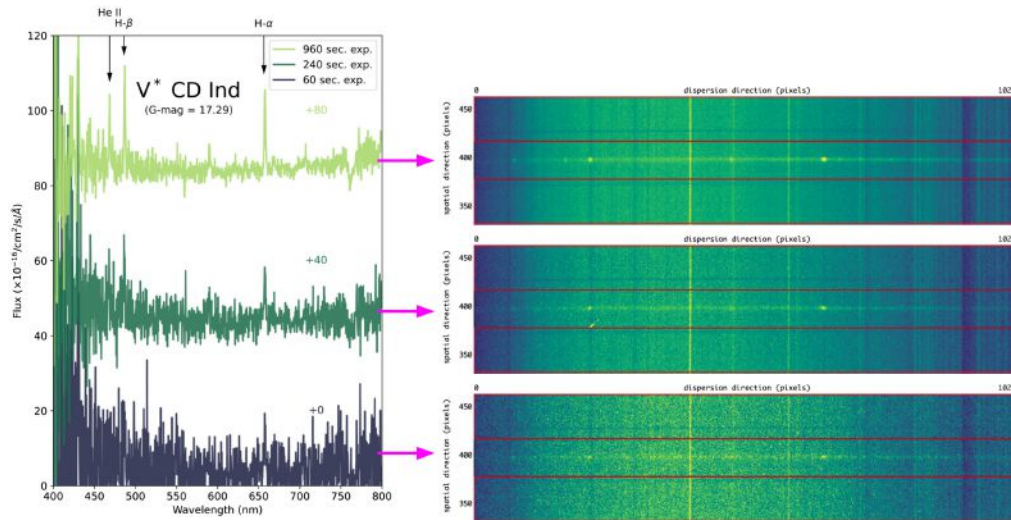 He II
H-β
H-α
120
100
80
60
40
20
0
Flux (×10⁻¹⁶/cm²/s/Å)
V* CD Ind
(G-mag = 17.29)
960 sec. exp.
240 sec. exp.
60 sec. exp.
+80
+40
+0
400 450 500 550 600 650 700 750 800
Wavelength (nm)
0 dispersion direction (pixels) 102
spatial direction (pixels)
450
400
350
0 dispersion direction (pixels) 102
spatial direction (pixels)
450
400
350
0 dispersion direction (pixels) 102
spatial direction (pixels)
450
400
350